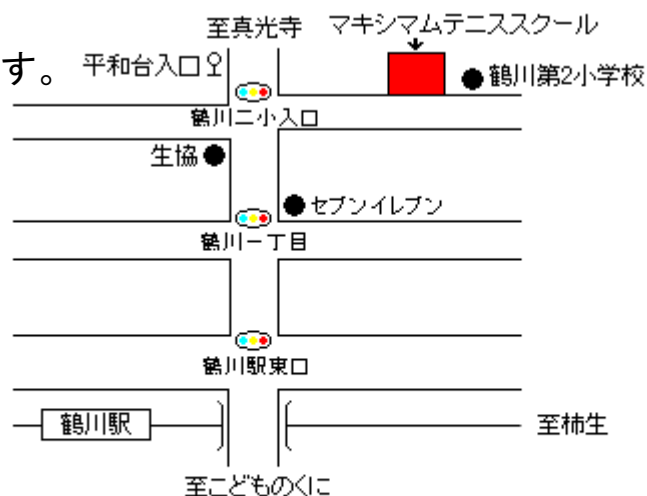 至真光寺
マキシマムテニススクール
す。
平和台入口
鶴川第2小学校
鶴川二小入口
生協
セブンイレブン
鶴川一丁目
鶴川駅東口
鶴川駅
至柿生
至こどものくに